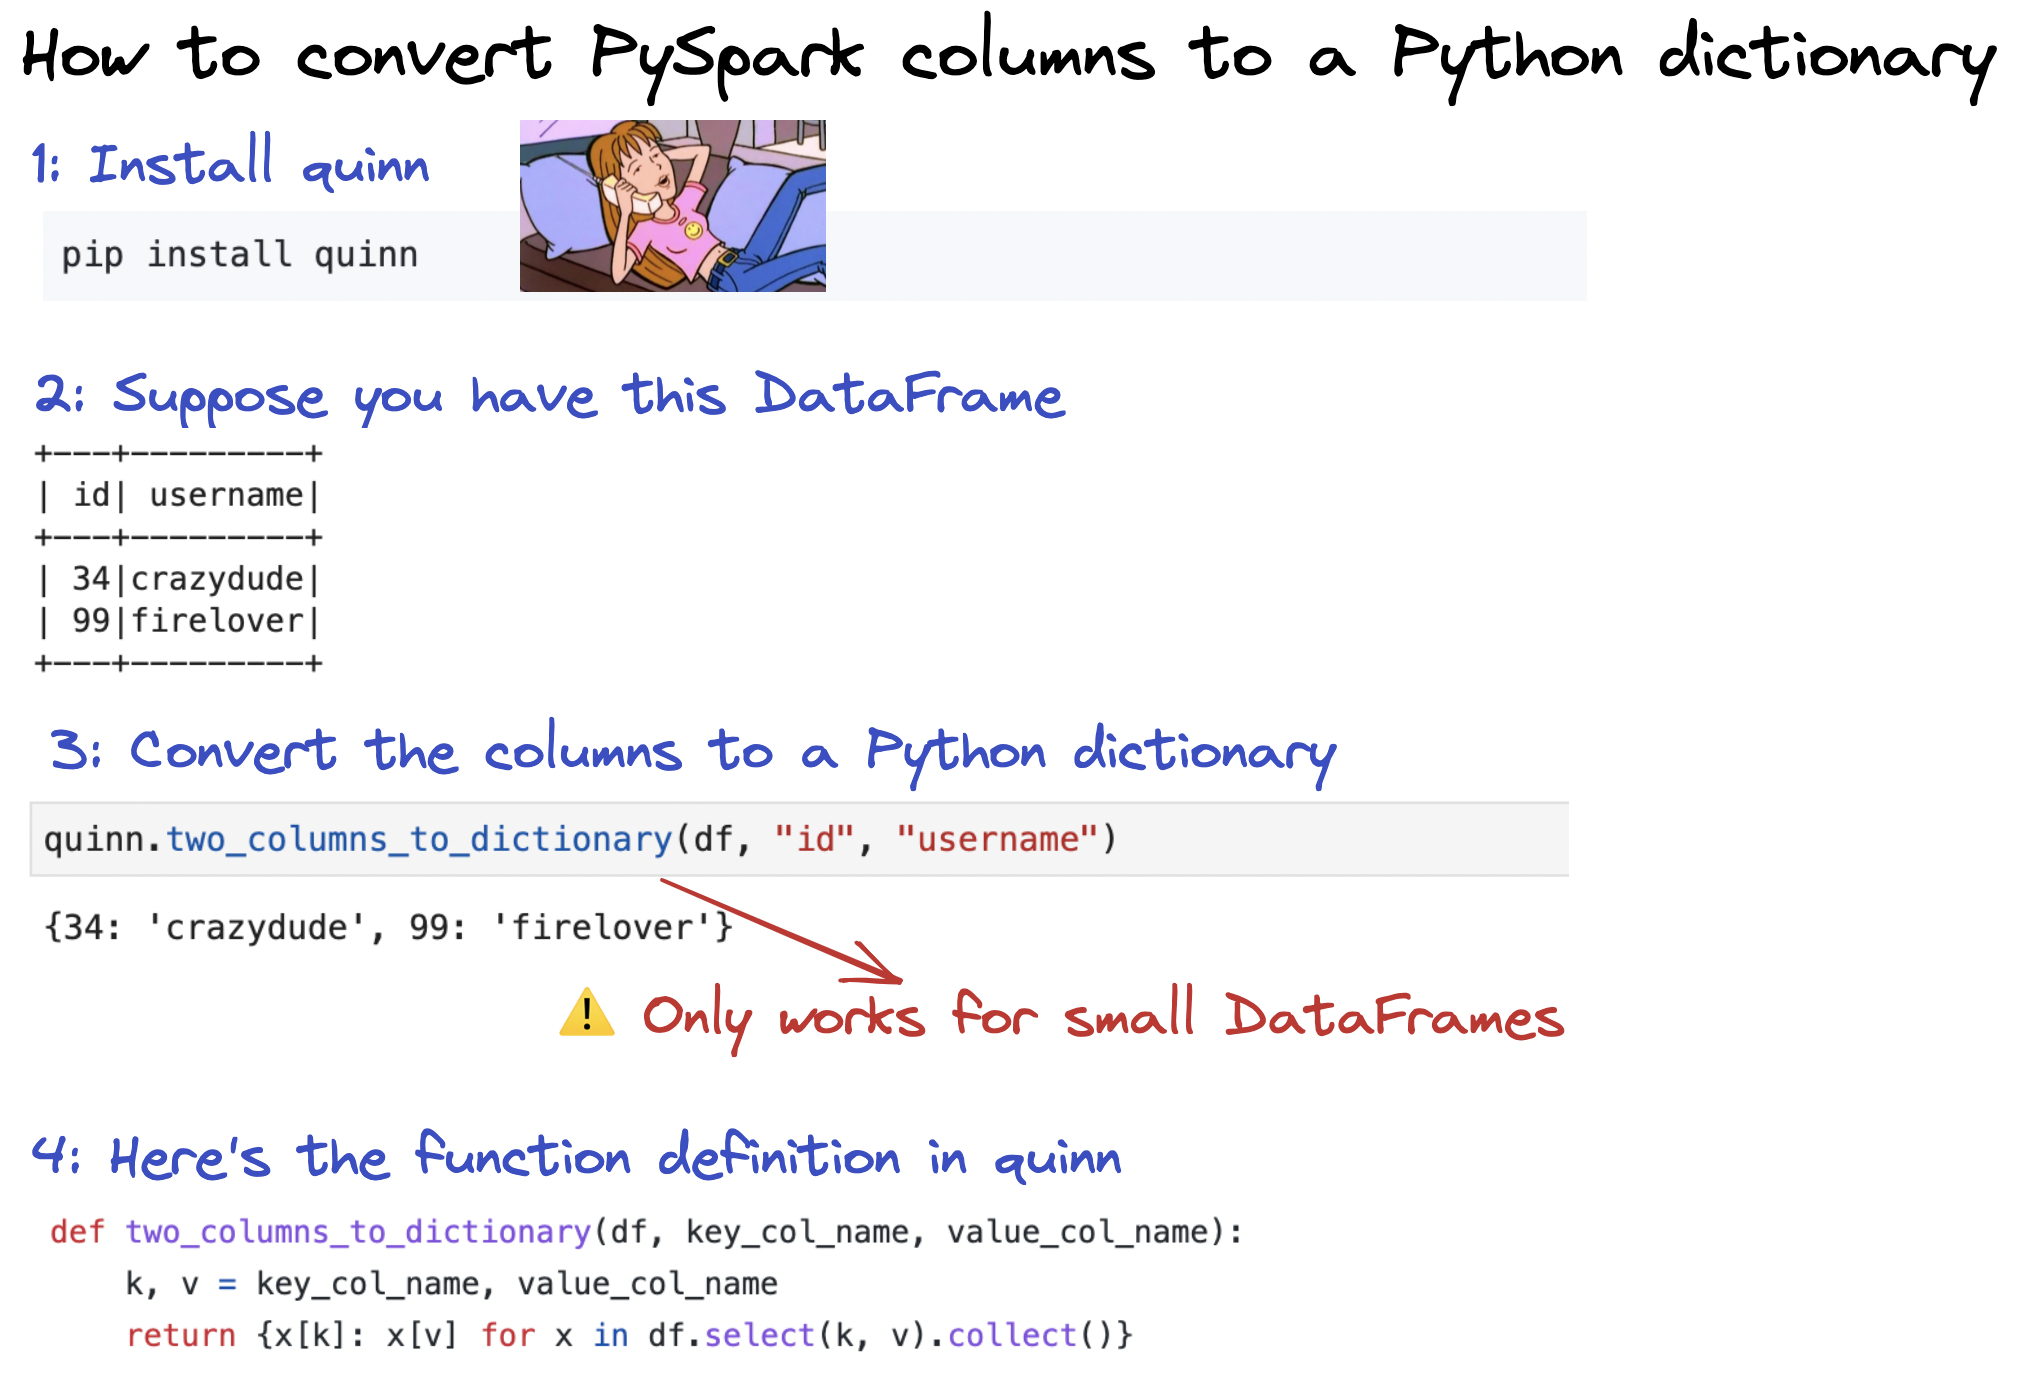 How to convert PySpark columns to a Python dictionary
1: Install quinn
pip install quinn
2: Suppose you have this DataFrame
+---+---------+
| id| username|
+---+---------+
| 34|crazydude|
| 99|firelover|
+---+---------+
3: Convert the columns to a Python dictionary
quinn.two_columns_to_dictionary(df, "id", "username")
{34: 'crazydude', 99: 'firelover'}
⚠️ Only works for small DataFrames
4: Here's the function definition in quinn
def two_columns_to_dictionary(df, key_col_name, value_col_name):
    k, v = key_col_name, value_col_name
    return {x[k]: x[v] for x in df.select(k, v).collect()}